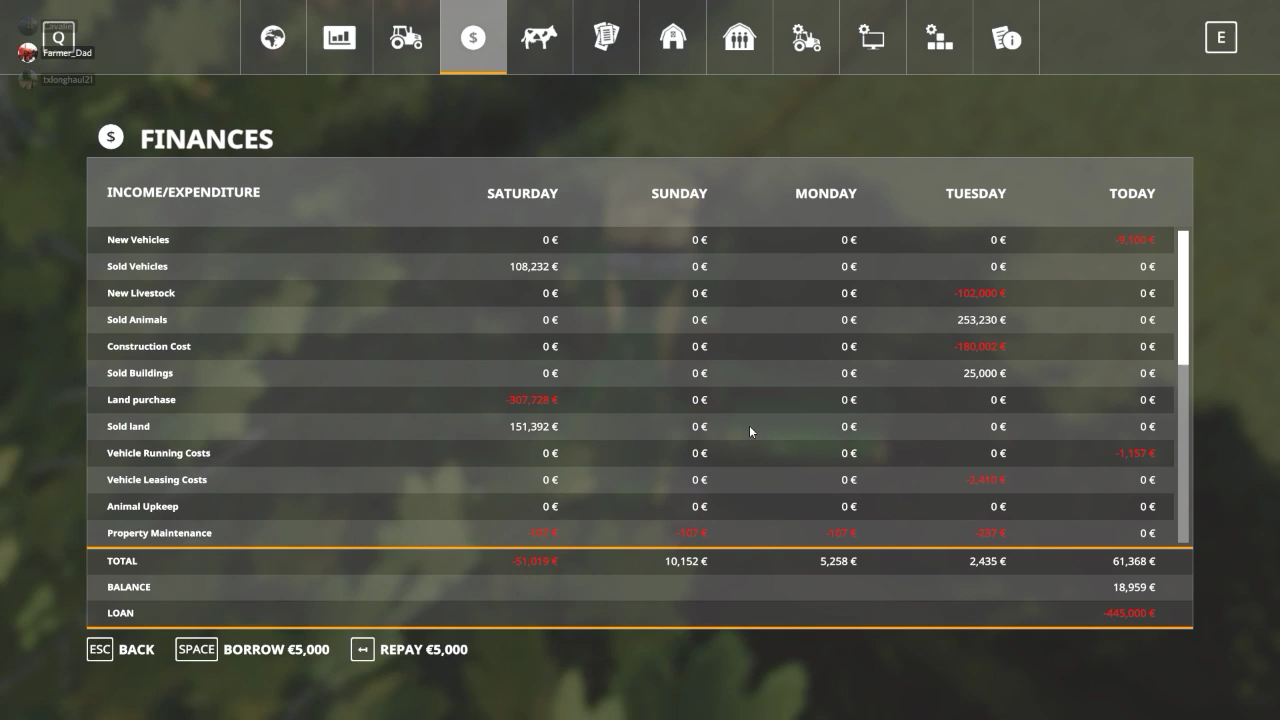 Cavalie
Q
Farmer_Dad
txlonghaul21
$
E
$ FINANCES
INCOME/EXPENDITURE SATURDAY SUNDAY MONDAY TUESDAY TODAY
New Vehicles 0 € 0 € 0 € 0 € -9,100 €
Sold Vehicles 108,232 € 0 € 0 € 0 € 0 €
New Livestock 0 € 0 € 0 € -102,000 € 0 €
Sold Animals 0 € 0 € 0 € 253,230 € 0 €
Construction Cost 0 € 0 € 0 € -180,002 € 0 €
Sold Buildings 0 € 0 € 0 € 25,000 € 0 €
Land purchase -307,728 € 0 € 0 € 0 € 0 €
Sold land 151,392 € 0 € 0 € 0 € 0 €
Vehicle Running Costs 0 € 0 € 0 € 0 € -1,157 €
Vehicle Leasing Costs 0 € 0 € 0 € -2,410 € 0 €
Animal Upkeep 0 € 0 € 0 € 0 € 0 €
Property Maintenance -107 € -107 € -107 € -237 € 0 €
TOTAL -51,019 € 10,152 € 5,258 € 2,435 € 61,368 €
BALANCE 18,959 €
LOAN -445,000 €
ESC BACK SPACE BORROW €5,000 REPAY €5,000